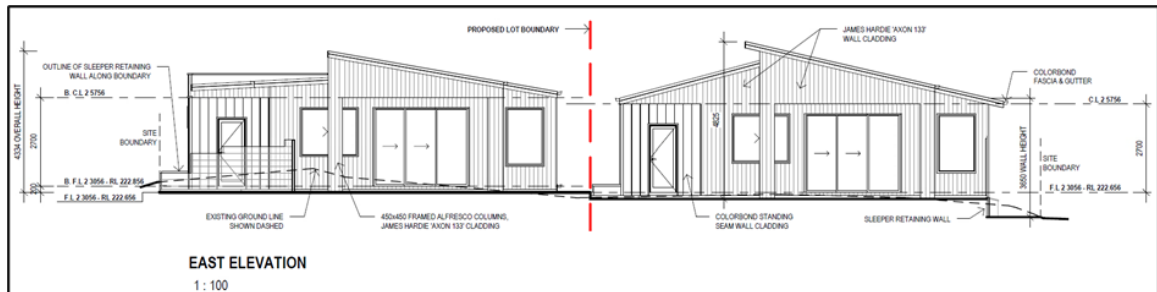 PROPOSED LOT BOUNDARY
JAMES HARDIE 'AXON 133'
WALL CLADDING
OUTLINE OF SLEEPER RETAINING
WALL ALONG BOUNDARY
COLORBOND
FASCIA & GUTTER
B. C.L 2 5756
C.L 2 5756
4334 OVERALL HEIGHT
2700
SITE
BOUNDARY
4825
3650 WALL HEIGHT
2700
SITE
BOUNDARY
B. F.L 2 3056 - RL 222.856
200
F.L 2 3056 - RL 222.656
F.L 2 3056 - RL 222.656
EXISTING GROUND LINE
SHOWN DASHED
450x450 FRAMED ALFRESCO COLUMNS,
JAMES HARDIE 'AXON 133' CLADDING
COLORBOND STANDING
SEAM WALL CLADDING
SLEEPER RETAINING WALL
EAST ELEVATION
1 : 100